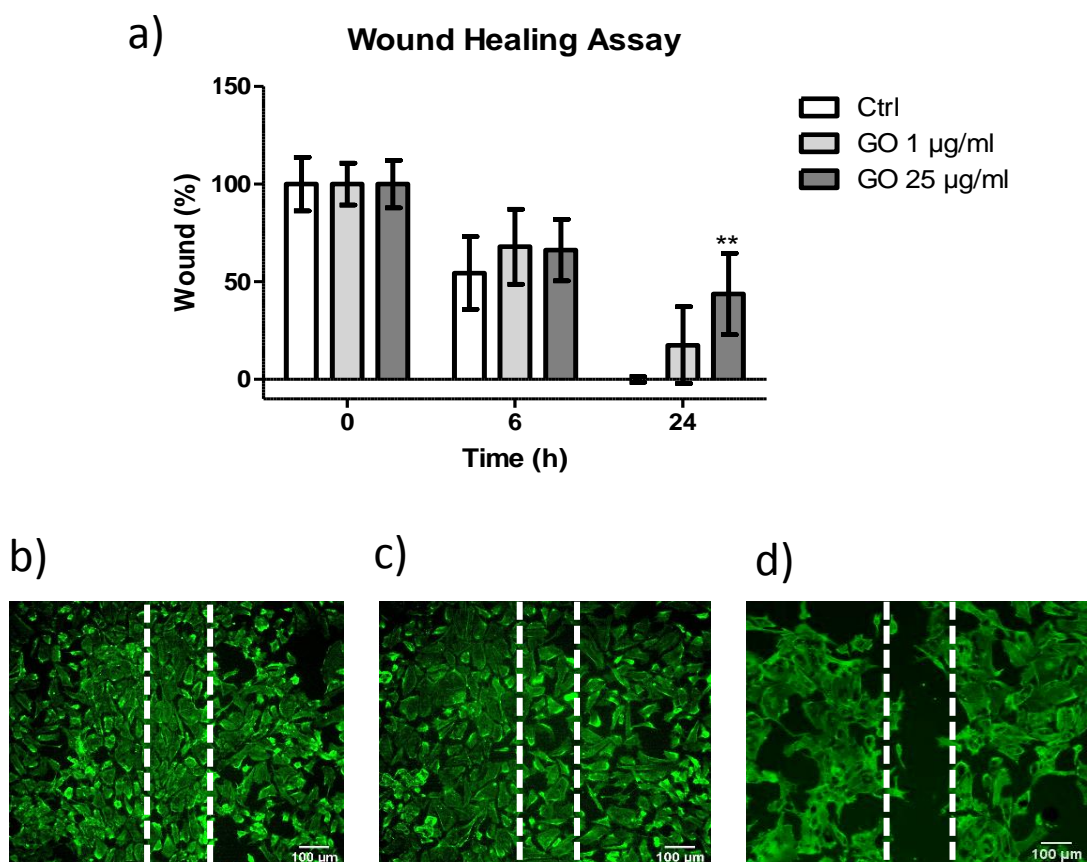 a)
Wound Healing Assay
150
100
50
0
Wound (%)
0 6 24
Time (h)
Ctrl
GO 1 µg/ml
GO 25 µg/ml
**
b)
c)
d)
100 µm
100 µm
100 µm